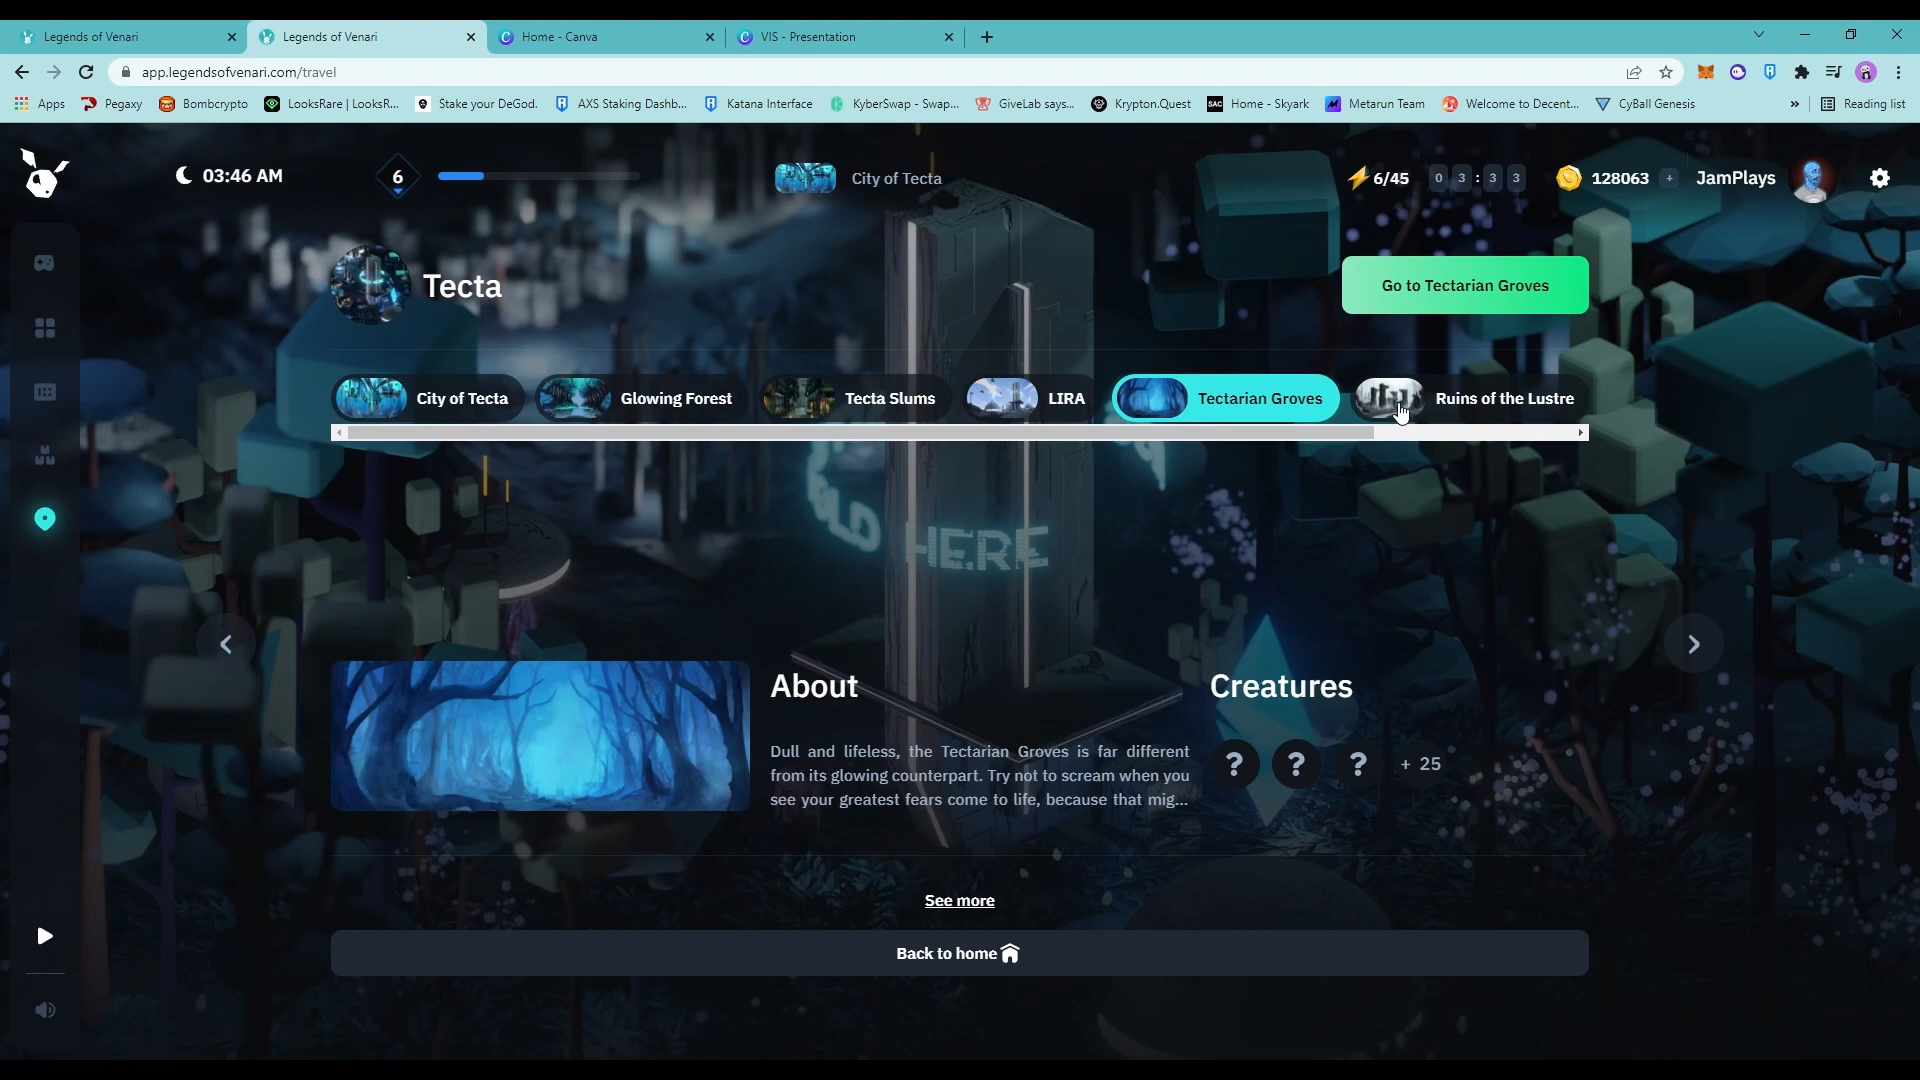 Legends of Venari
Legends of Venari
Home - Canva
VIS - Presentation
app.legendsofvenari.com/travel
Apps
Pegaxy
Bombcrypto
LooksRare | LooksR...
Stake your DeGod.
AXS Staking Dashb...
Katana Interface
KyberSwap - Swap...
GiveLab says...
Krypton.Quest
SAC
Home - Skyark
Metarun Team
Welcome to Decent...
CyBall Genesis
»
Reading list
03:46 AM
6
City of Tecta
6/45
0 3 : 3 3
128063
+
JamPlays
Tecta
Go to Tectarian Groves
City of Tecta
Glowing Forest
Tecta Slums
LIRA
Tectarian Groves
Ruins of the Lustre
HERE
About
Dull and lifeless, the Tectarian Groves is far different
from its glowing counterpart. Try not to scream when you
see your greatest fears come to life, because that mig...
Creatures
? ? ? + 25
See more
Back to home